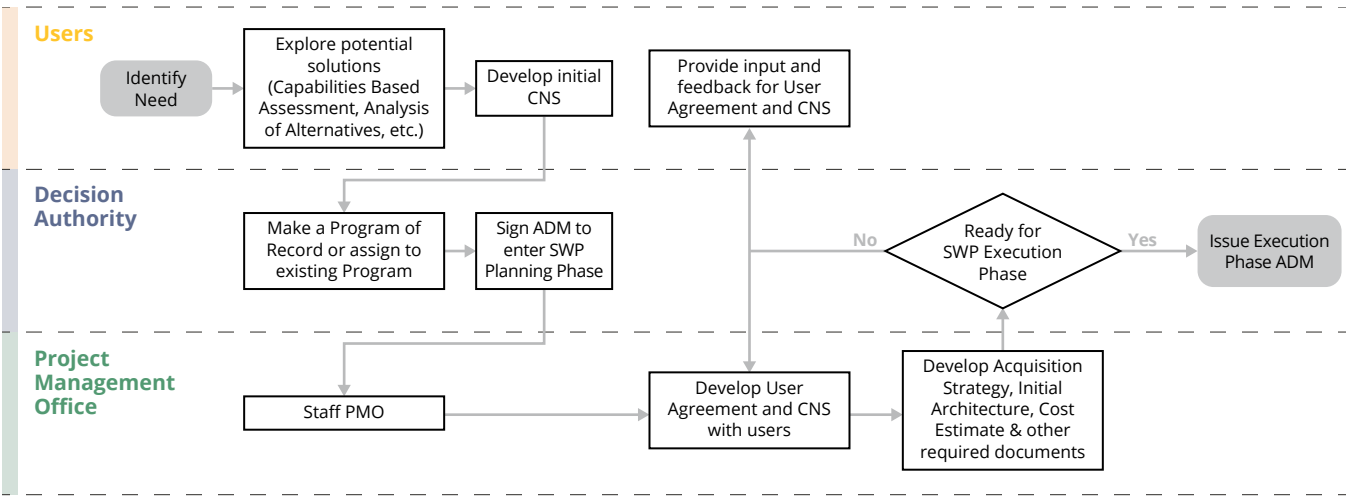 Users
Identify
Need
Explore potential
solutions
(Capabilities Based
Assessment, Analysis
of Alternatives, etc.)
Develop initial
CNS
Provide input and
feedback for User
Agreement and CNS
Decision
Authority
Make a Program of
Record or assign to
existing Program
Sign ADM to
enter SWP
Planning Phase
No
Ready for
SWP Execution
Phase
Yes
Issue Execution
Phase ADM
Project
Management
Office
Staff PMO
Develop User
Agreement and CNS
with users
Develop Acquisition
Strategy, Initial
Architecture, Cost
Estimate & other
required documents